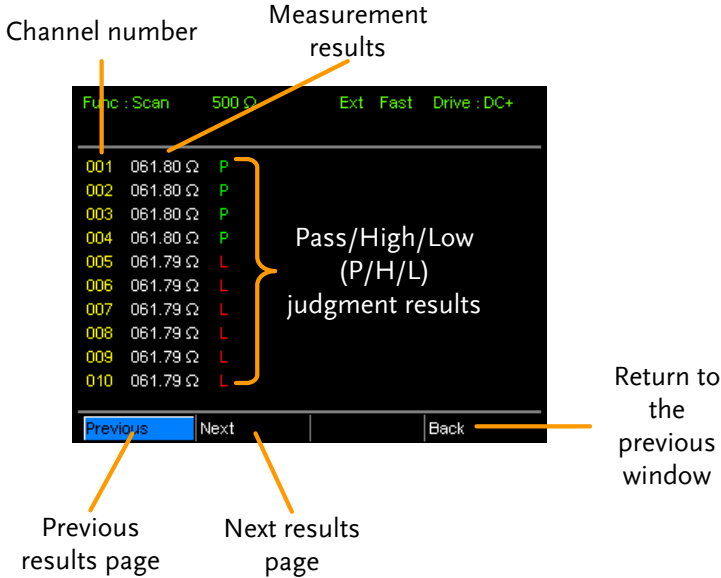 Channel number
Measurement
results
Func : Scan 500 Ω Ext Fast Drive : DC+
001 061.80 Ω P
002 061.80 Ω P
003 061.80 Ω P
004 061.80 Ω P
005 061.79 Ω L
006 061.79 Ω L
007 061.79 Ω L
008 061.79 Ω L
009 061.79 Ω L
010 061.79 Ω L
Pass/High/Low
(P/H/L)
judgment results
Previous Next Back
Return to
the
previous
window
Previous
results page
Next results
page